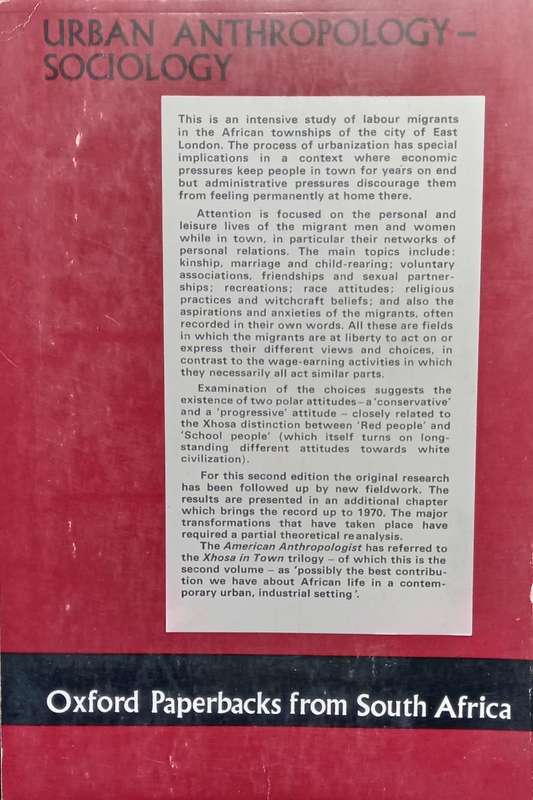 URBAN ANTHROPOLOGY –
SOCIOLOGY
This is an intensive study of labour migrants
in the African townships of the city of East
London. The process of urbanization has special
implications in a context where economic
pressures keep people in town for years on end
but administrative pressures discourage them
from feeling permanently at home there.
Attention is focused on the personal and
leisure lives of the migrant men and women
while in town, in particular their networks of
personal relations. The main topics include:
kinship, marriage and child-rearing; voluntary
associations, friendships and sexual partner-
ships; recreations; race attitudes; religious
practices and witchcraft beliefs; and also the
aspirations and anxieties of the migrants, often
recorded in their own words. All these are fields
in which the migrants are at liberty to act on or
express their different views and choices, in
contrast to the wage-earning activities in which
they necessarily all act similar parts.
Examination of the choices suggests the
existence of two polar attitudes – a 'conservative'
and a 'progressive' attitude – closely related to
the Xhosa distinction between 'Red people' and
'School people' (which itself turns on long-
standing different attitudes towards white
civilization).
For this second edition the original research
has been followed up by new fieldwork. The
results are presented in an additional chapter
which brings the record up to 1970. The major
transformations that have taken place have
required a partial theoretical reanalysis.
The American Anthropologist has referred to
the Xhosa in Town trilogy – of which this is the
second volume – as 'possibly the best contribu-
tion we have about African life in a contem-
porary urban, industrial setting'.
Oxford Paperbacks from South Africa